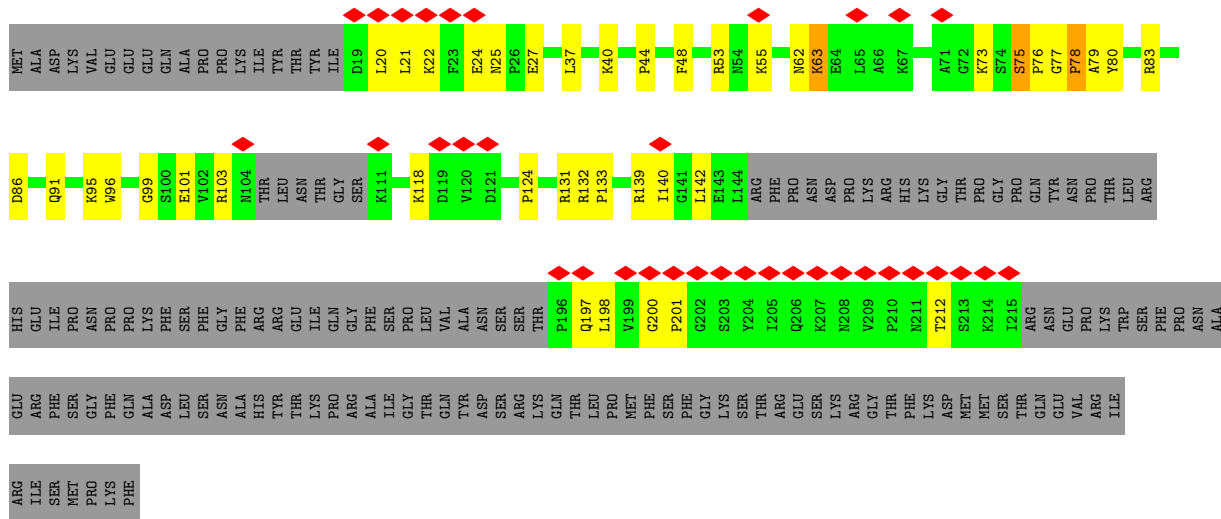 MET ALA ASP LYS VAL GLU GLU GLN ALA PRO PRO LYS ILE TYR THR THR TYR ILE D19 L20 L21 K22 F23 E24 N25 P26 E27 L37 K40 P44 F48 R53 N54 K55 N62 K63 E64 L65 A66 K67 A71 G72 K73 S74 S75 P76 G77 P78 A79 Y80 R83
D86 Q91 K95 W96 G99 S100 E101 V102 R103 N104 THR LEU ASN THR GLY SER K111 K118 D119 V120 D121 P124 R131 R132 P133 R139 I140 G141 L142 E143 L144 ARG PHE PRO ASN ASP PRO LYS ARG HIS LYS GLY THR PRO GLY PRO GLN TYR ASN PRO THR LEU ARG
HIS GLU ILE PRO ASN PRO PRO LYS PHE SER GLY PHE ARG ARG GLU ILE GLN GLY PHE SER PRO LEU VAL ALA ASN SER SER THR P196 Q197 L198 V199 G200 P201 G202 S203 Y204 I205 Q206 K207 N208 V209 P210 N211 T212 S213 K214 I215 ARG ASN GLU PRO LYS TRP SER PHE PRO ASN ALA
GLU ARG PHE SER GLY PHE GLN ALA ASP LEU SER ASN ALA HIS TYR THR LYS PRO ARG ALA ILE GLY THR GLN TYR ASP SER ARG LYS GLN THR LEU PRO MET PHE SER PHE GLY LYS SER THR ARG GLU SER LYS ARG GLY THR PHE LYS ASP MET MET SER THR GLN GLU VAL ARG ILE
ARG ILE SER MET PRO LYS PHE